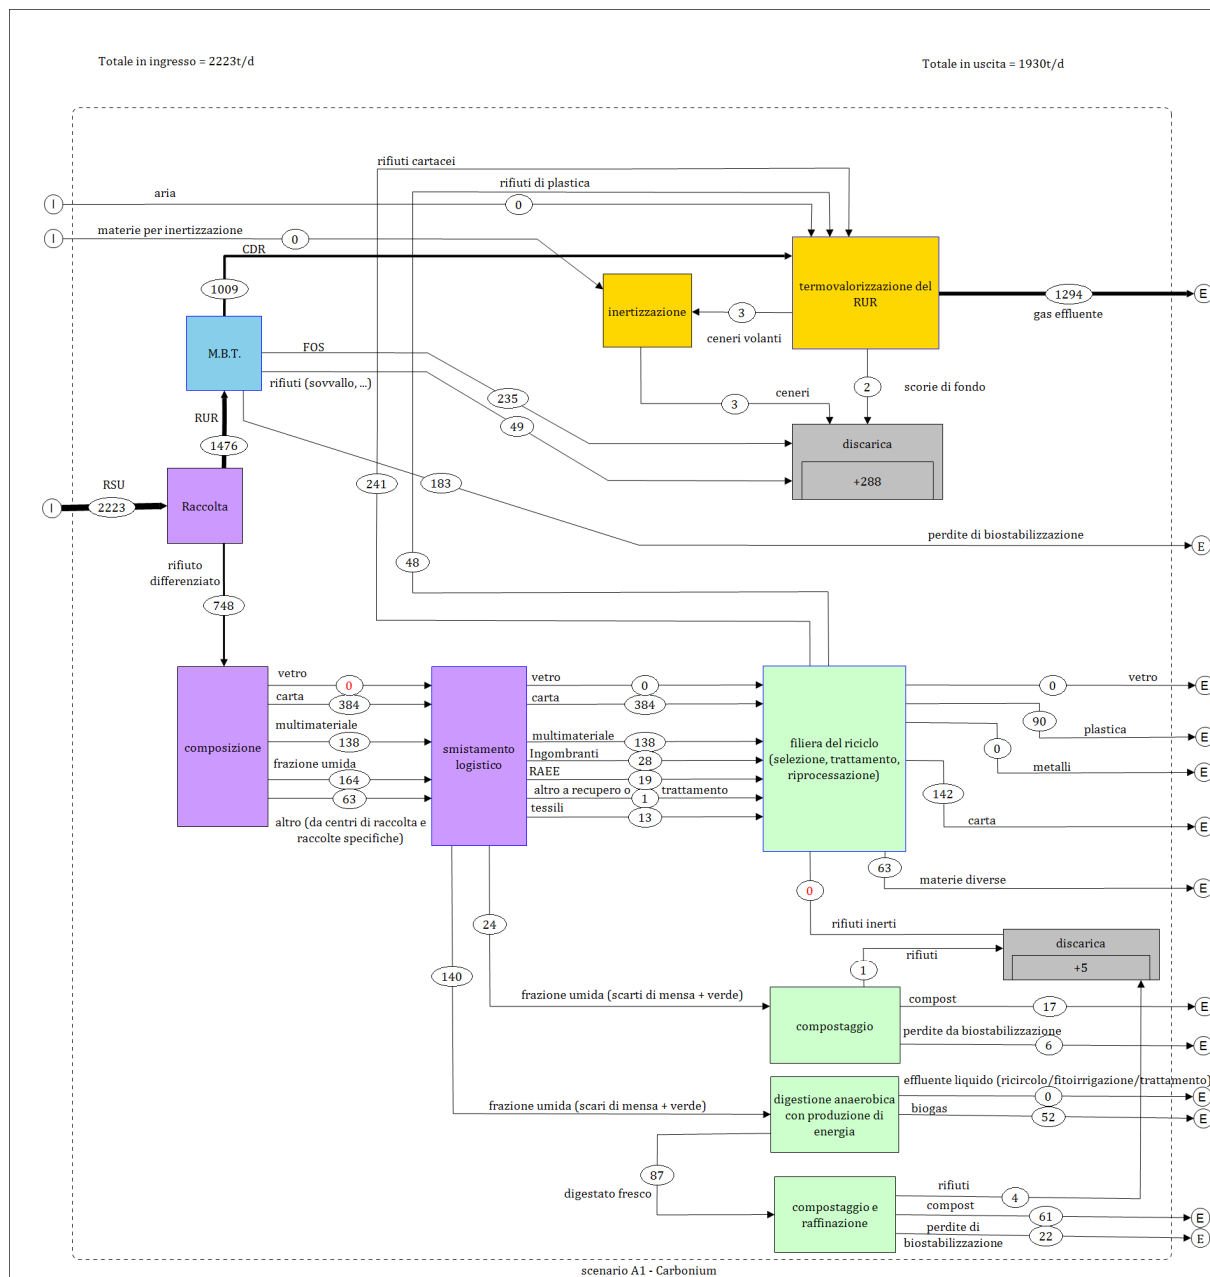 Totale in ingresso = 2223t/d
Totale in uscita = 1930t/d
rifiuti cartacei
rifiuti di plastica
aria
I
0
materie per inertizzazione
I
0
CDR
1009
termovalorizzazione del
RUR
1294
E
gas effluente
inertizzazione
3
ceneri volanti
M.B.T.
FOS
rifiuti (sovvallo, ...)
235
49
2
scorie di fondo
ceneri
3
RUR
1476
discarica
+288
241
183
RSU
I
2223
Raccolta
perdite di biostabilizzazione
E
48
rifiuto
differenziato
748
composizione
vetro
0
carta
384
multimateriale
138
frazione umida
164
63
altro (da centri di raccolta e
raccolte specifiche)
smistamento
logistico
vetro
0
carta
384
multimateriale
138
Ingombranti
28
RAEE
19
altro a recupero o
trattamento
1
tessili
13
filiera del riciclo
(selezione, trattamento,
riprocessazione)
0
vetro
E
90
plastica
E
0
metalli
E
142
carta
E
63
materie diverse
E
0
rifiuti inerti
24
140
discarica
+5
rifiuti
1
frazione umida (scarti di mensa + verde)
compostaggio
compost
17
E
perdite da biostabilizzazione
6
E
effluente liquido (ricircolo/fitoirrigazione/trattamento)
0
E
digestione anaerobica
con produzione di
energia
biogas
52
E
frazione umida (scari di mensa + verde)
87
digestato fresco
compostaggio e
raffinazione
rifiuti
4
compost
61
E
perdite di
biostabilizzazione
22
E
scenario A1 - Carbonium